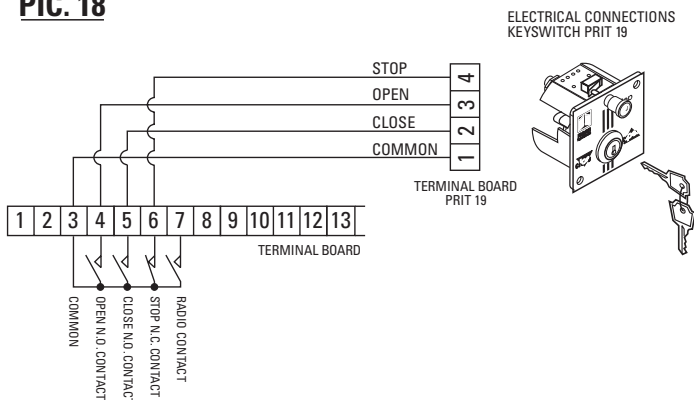 PIC. 18
ELECTRICAL CONNECTIONS
KEYSWITCH PRIT 19
STOP
OPEN
CLOSE
COMMON
4
3
2
1
TERMINAL BOARD
PRIT 19
1 2 3 4 5 6 7 8 9 10 11 12 13
TERMINAL BOARD
COMMON
OPEN N.O. CONTACT
CLOSE N.O. CONTACT
STOP N.C. CONTACT
RADIO CONTACT